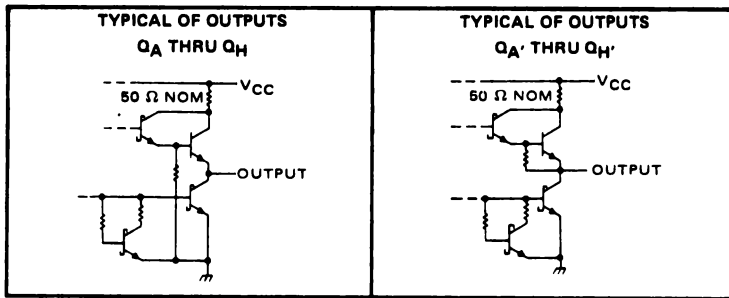 TYPICAL OF OUTPUTS
QA THRU QH
VCC
50 Ω NOM
OUTPUT
TYPICAL OF OUTPUTS
QA' THRU QH'
VCC
50 Ω NOM
OUTPUT